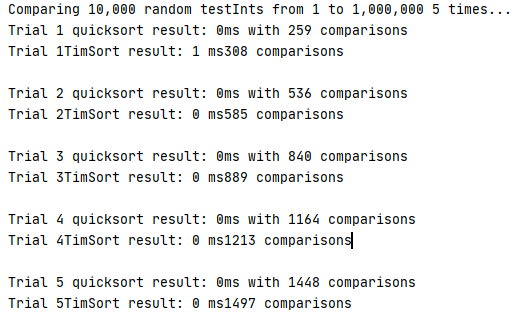 Comparing 10,000 random testInts from 1 to 1,000,000 5 times...
Trial 1 quicksort result: 0ms with 259 comparisons
Trial 1TimSort result: 1 ms308 comparisons
Trial 2 quicksort result: 0ms with 536 comparisons
Trial 2TimSort result: 0 ms585 comparisons
Trial 3 quicksort result: 0ms with 840 comparisons
Trial 3TimSort result: 0 ms889 comparisons
Trial 4 quicksort result: 0ms with 1164 comparisons
Trial 4TimSort result: 0 ms1213 comparisons
Trial 5 quicksort result: 0ms with 1448 comparisons
Trial 5TimSort result: 0 ms1497 comparisons